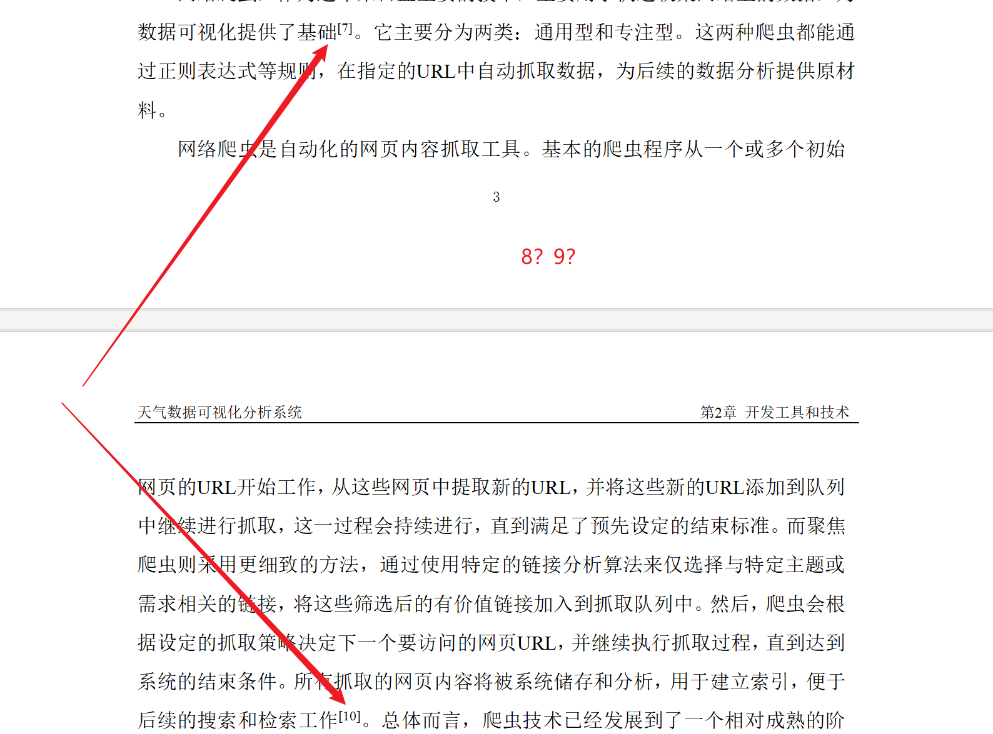 数据可视化提供了基础[7]。它主要分为两类：通用型和专注型。这两种爬虫都能通
过正则表达式等规则，在指定的URL中自动抓取数据，为后续的数据分析提供原材
料。
网络爬虫是自动化的网页内容抓取工具。基本的爬虫程序从一个或多个初始
3
8？9？
天气数据可视化分析系统 第2章 开发工具和技术
网页的URL开始工作，从这些网页中提取新的URL，并将这些新的URL添加到队列
中继续进行抓取，这一过程会持续进行，直到满足了预先设定的结束标准。而聚焦
爬虫则采用更细致的方法，通过使用特定的链接分析算法来仅选择与特定主题或
需求相关的链接，将这些筛选后的有价值链接加入到抓取队列中。然后，爬虫会根
据设定的抓取策略决定下一个要访问的网页URL，并继续执行抓取过程，直到达到
系统的结束条件。所有抓取的网页内容将被系统储存和分析，用于建立索引，便于
后续的搜索和检索工作[10]。总体而言，爬虫技术已经发展到了一个相对成熟的阶